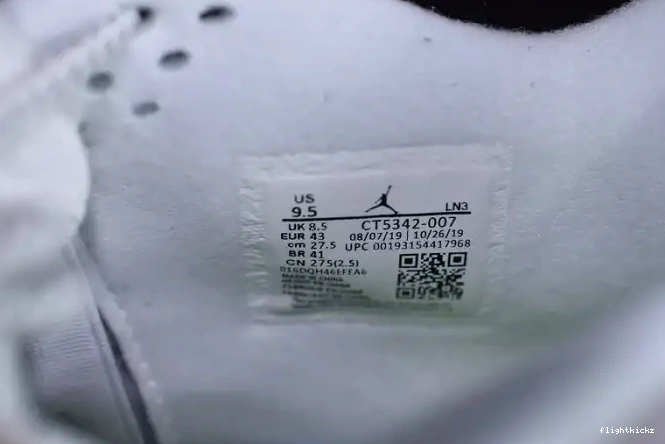 US
9.5
LN3
UK 8.5
CT5342-007
EUR 43
08/07/19 | 10/26/19
cm 27.5
UPC 00193154417968
BR 41
CN 275(2.5)
MADE IN CHINA
flightkickz